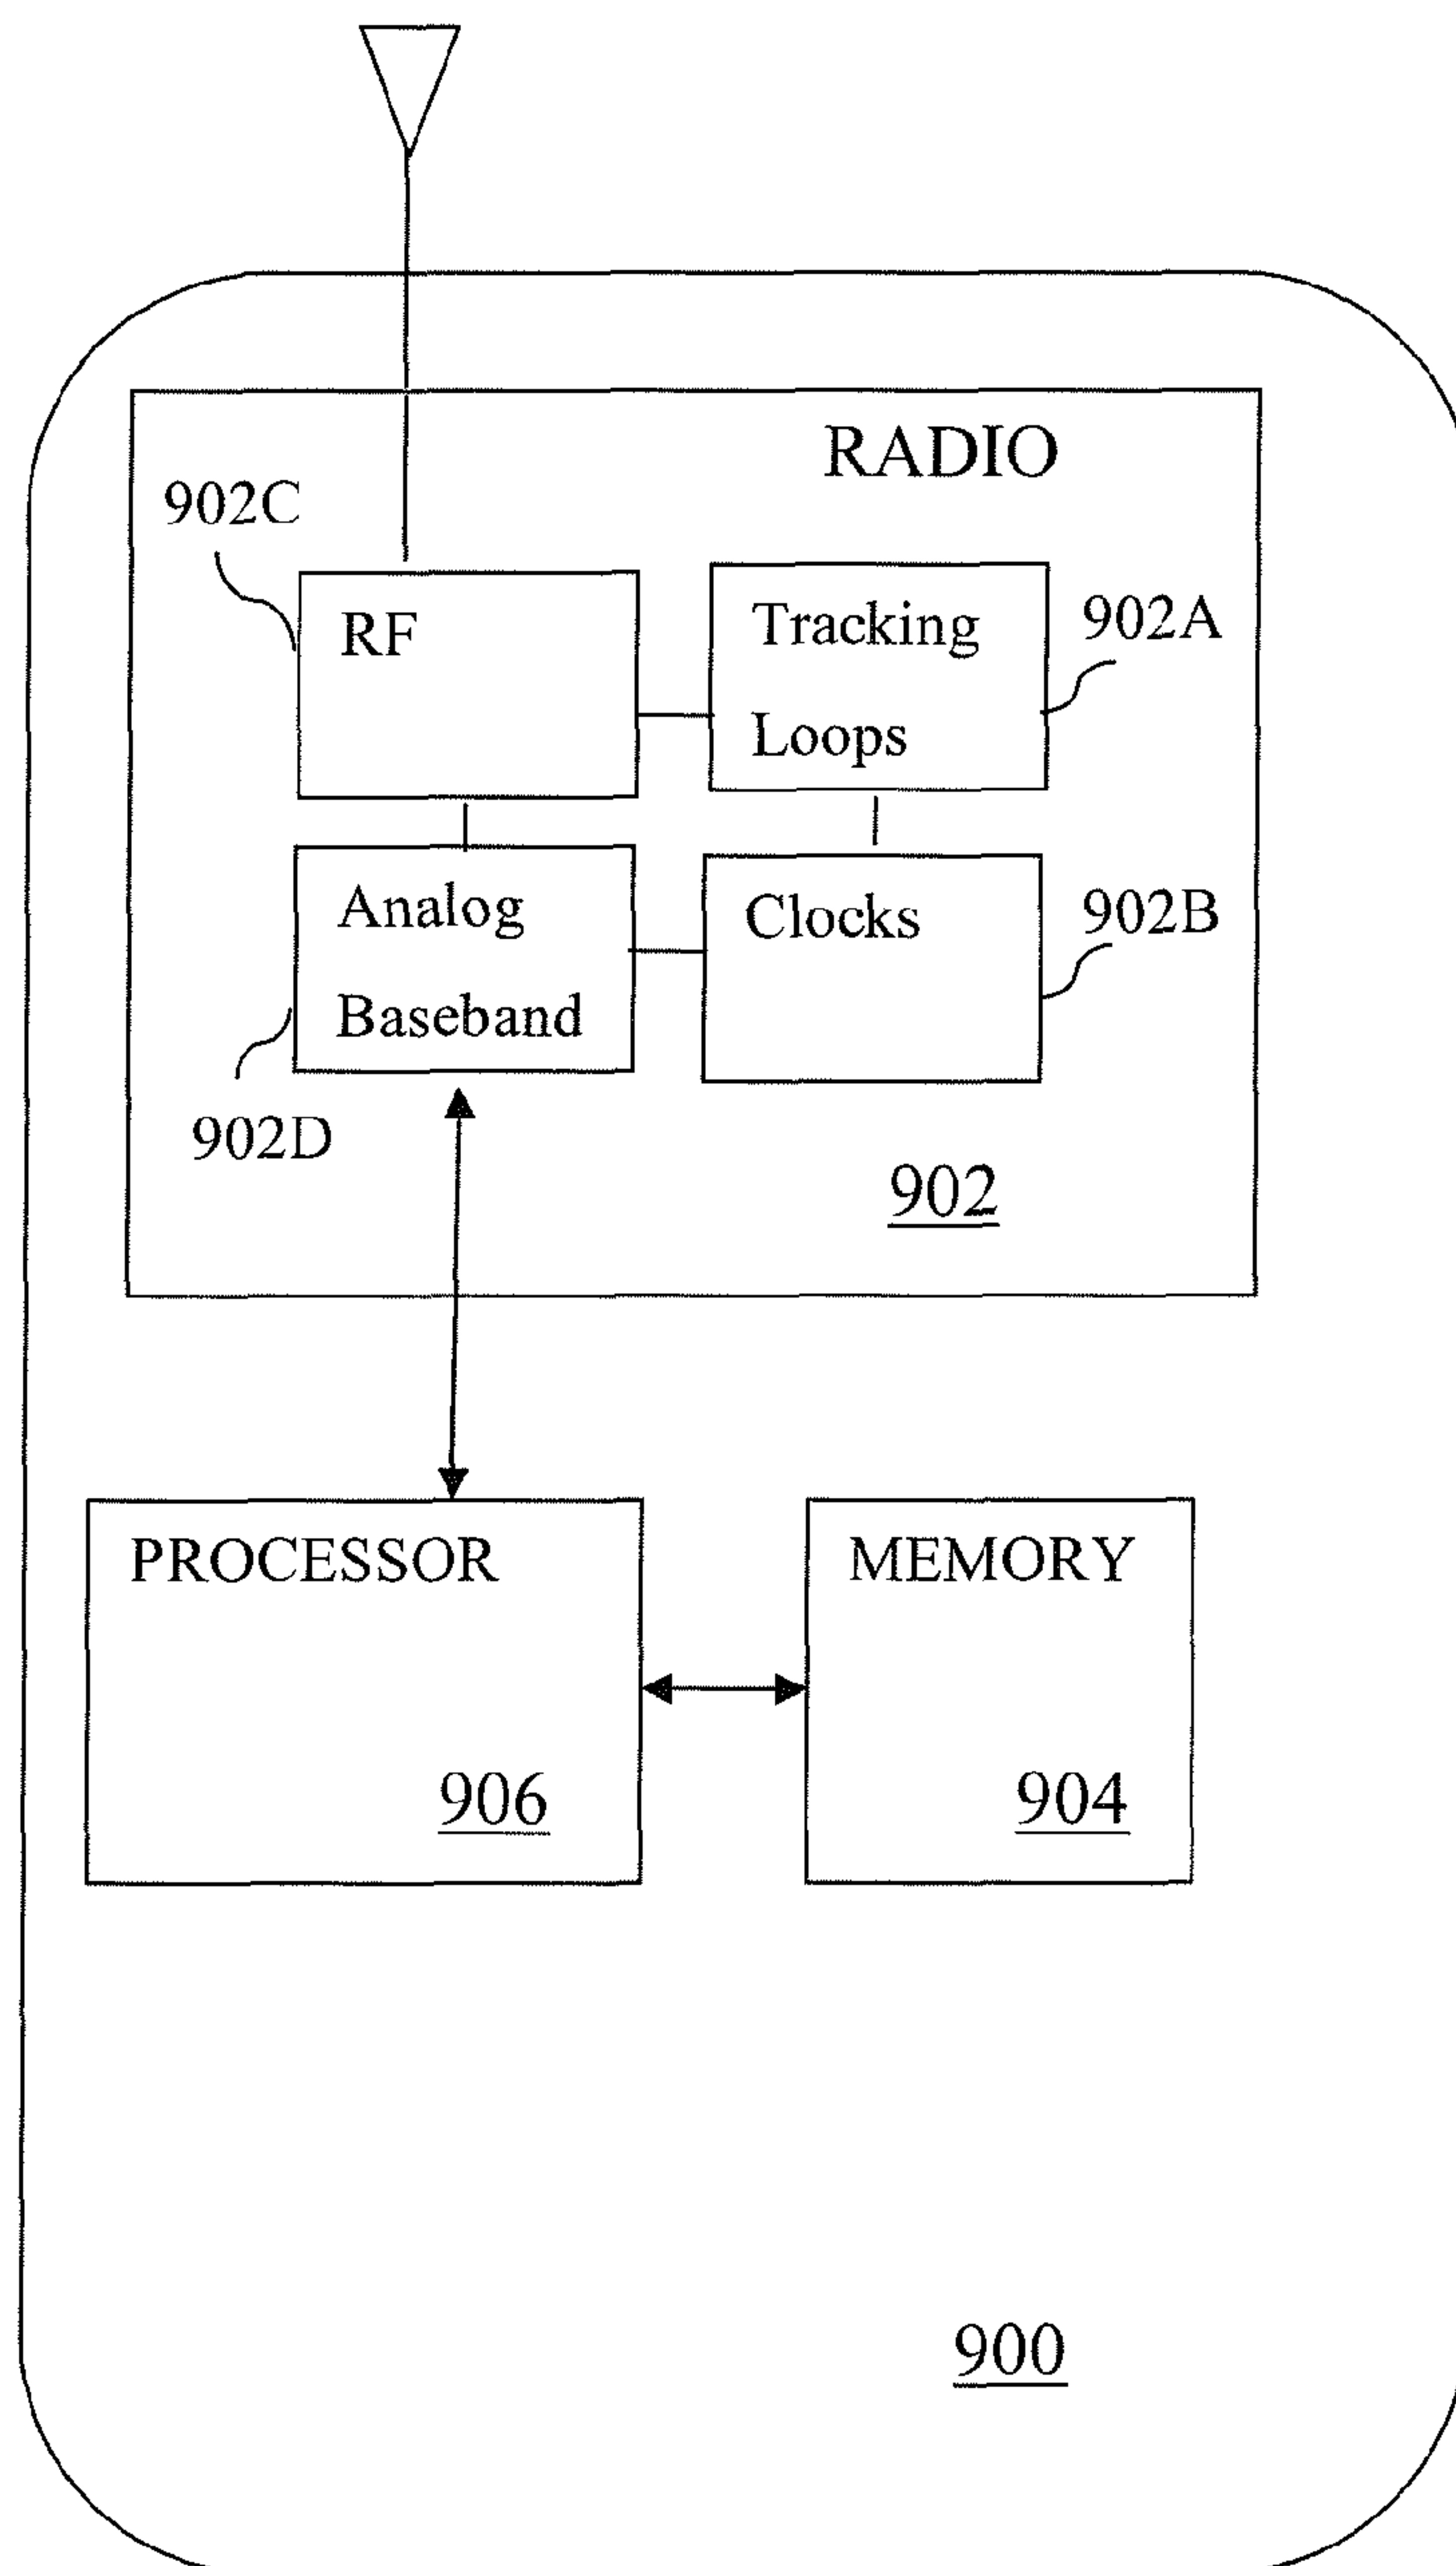 RADIO
902C
RF
Tracking
Loops
902A
Analog
Baseband
Clocks
902B
902D
902
PROCESSOR
906
MEMORY
904
900